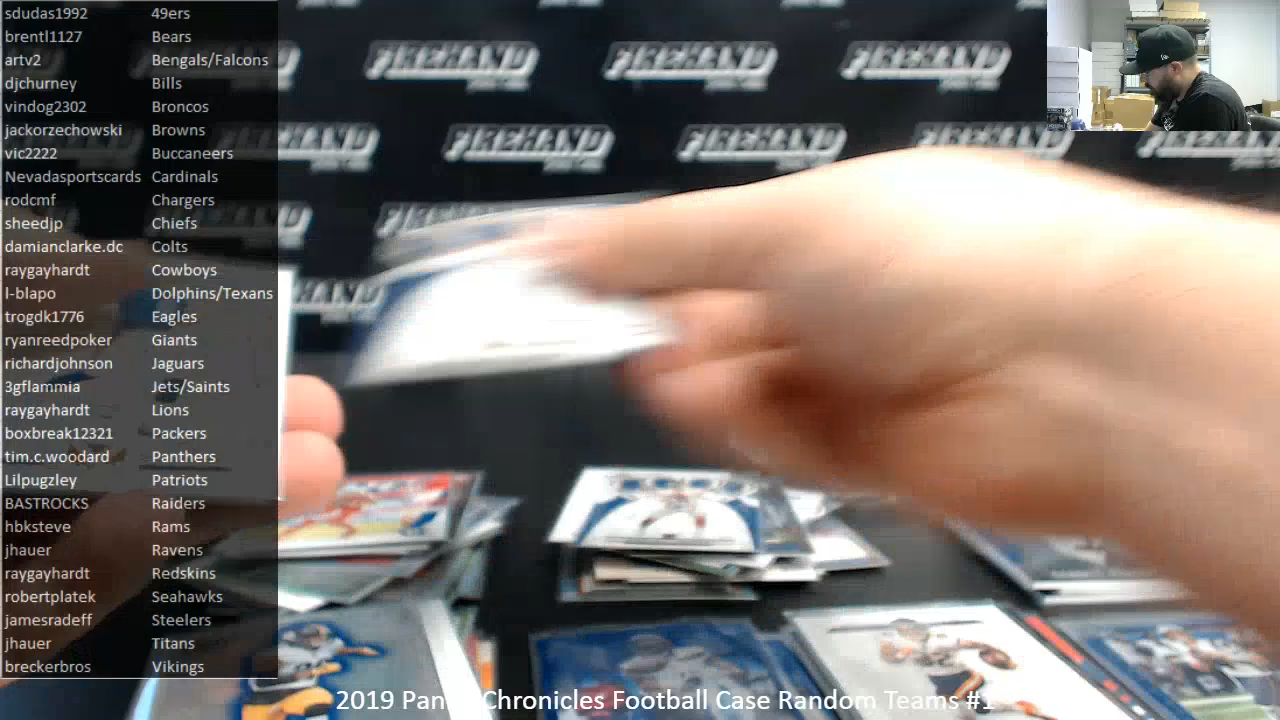 sdudas1992 49ers
brentl1127 Bears
artv2 Bengals/Falcons
djchurney Bills
vindog2302 Broncos
jackorzechowski Browns
vic2222 Buccaneers
Nevadasportscards Cardinals
rodcmf Chargers
sheedjp Chiefs
damianclarke.dc Colts
raygayhardt Cowboys
l-blapo Dolphins/Texans
trogdk1776 Eagles
ryanreedpoker Giants
richardjohnson Jaguars
3gflammia Jets/Saints
raygayhardt Lions
boxbreak12321 Packers
tim.c.woodard Panthers
Lilpugzley Patriots
BASTROCKS Raiders
hbksteve Rams
jhauer Ravens
raygayhardt Redskins
robertplatek Seahawks
jamesradeff Steelers
jhauer Titans
breckerbros Vikings
FIREHAND FIREHAND FIREHAND
FIREHAND FIREHAND FIREHAND
2019 Panini Chronicles Football Case Random Teams #1